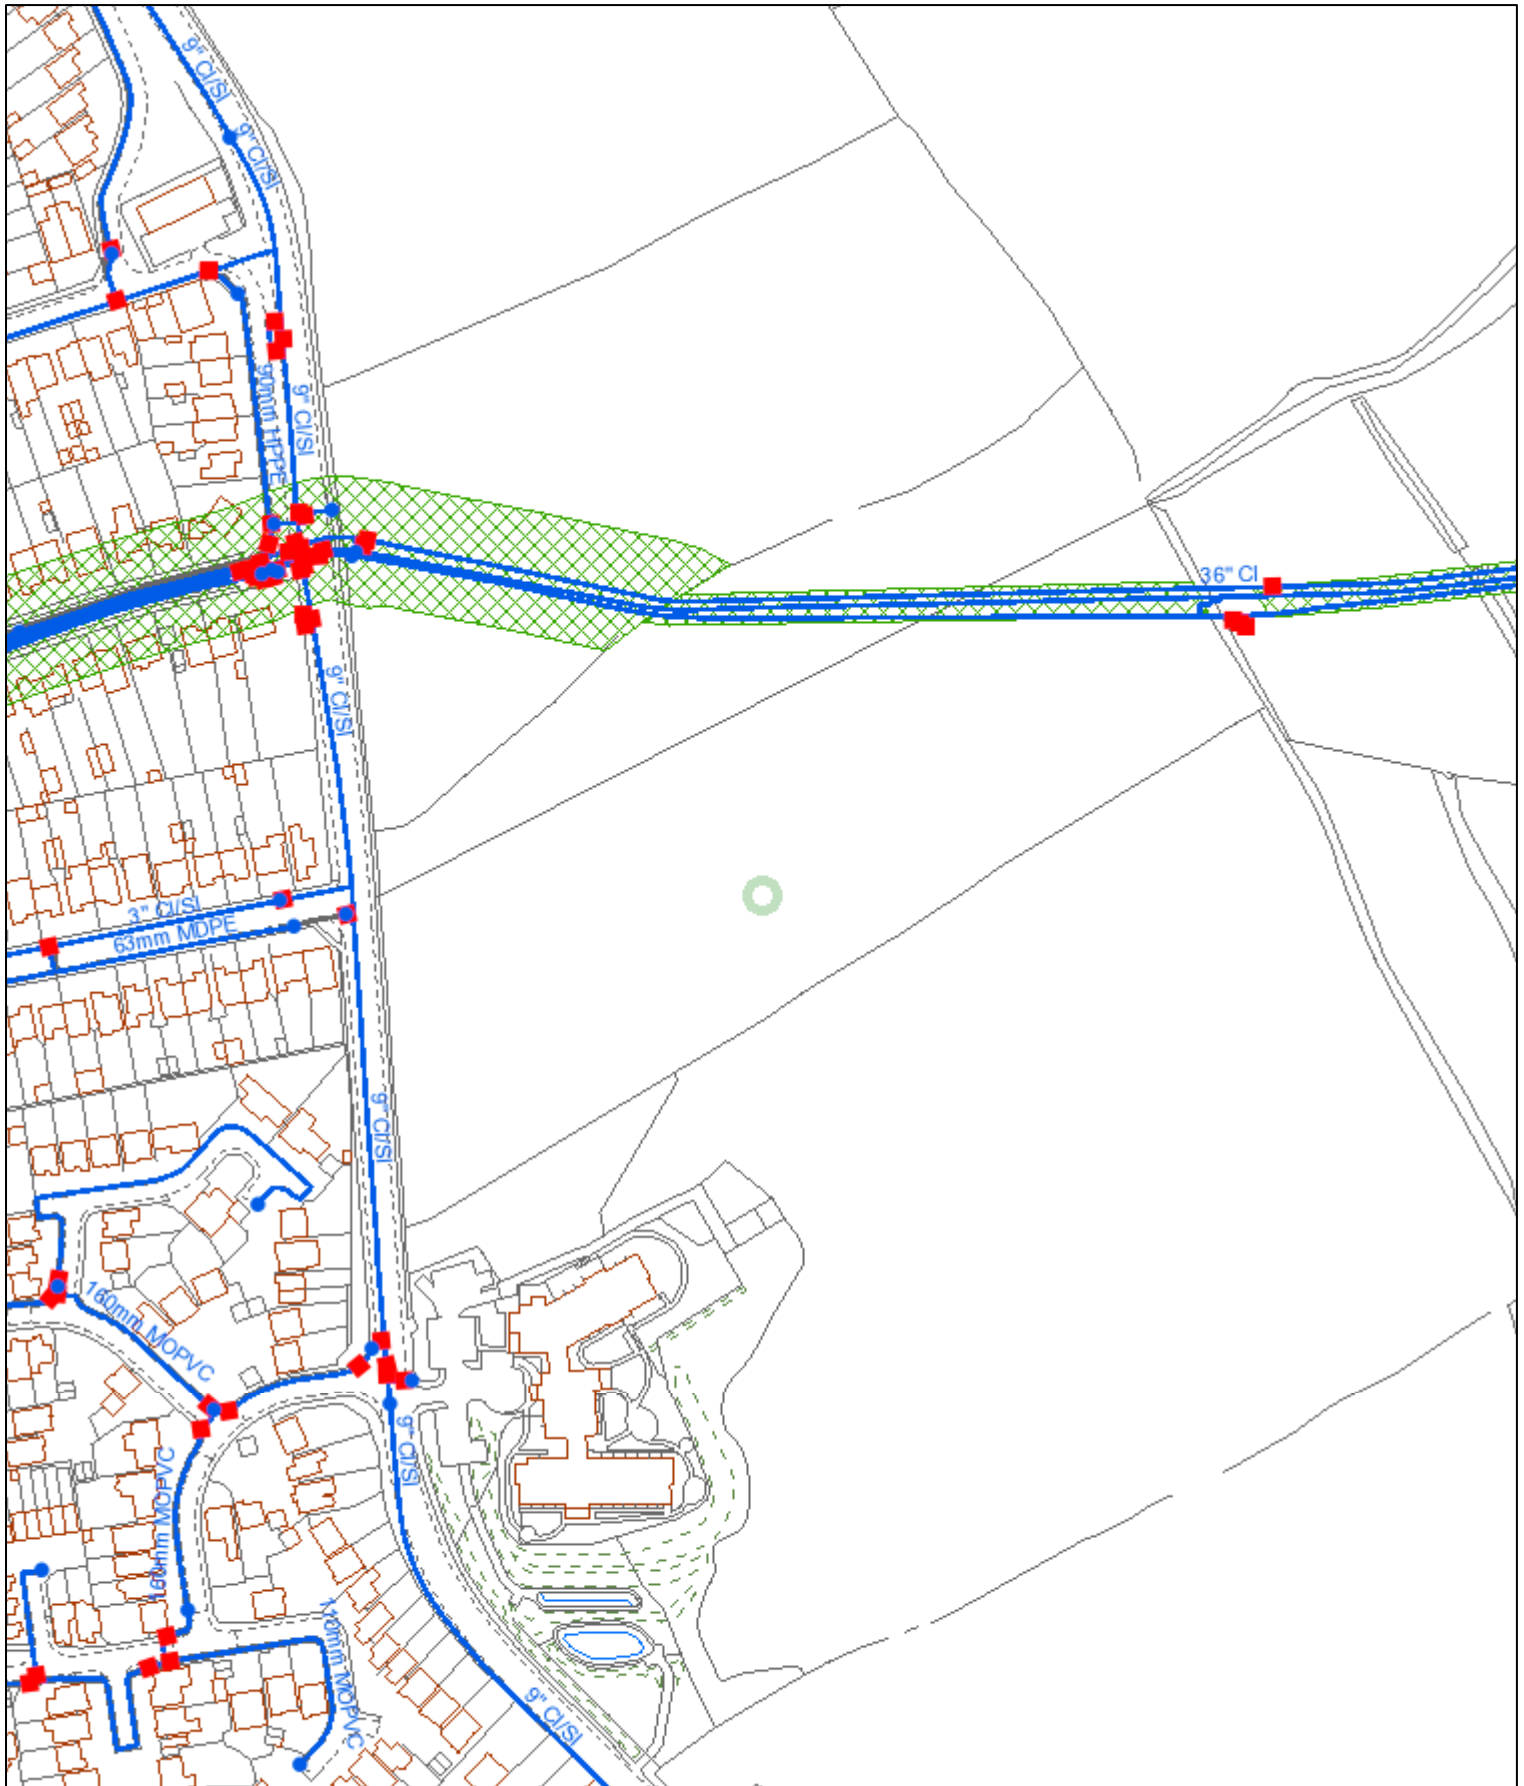 9" CI/SI
9" CI/SI
90mm HPPE
9" CI/SI
36" CI
9" CI/SI
3" CI/SI
63mm MDPE
9" CI/SI
160mm MOPVC
9" CI/SI
160mm MOPVC
110mm MOPVC
9" CI/SI